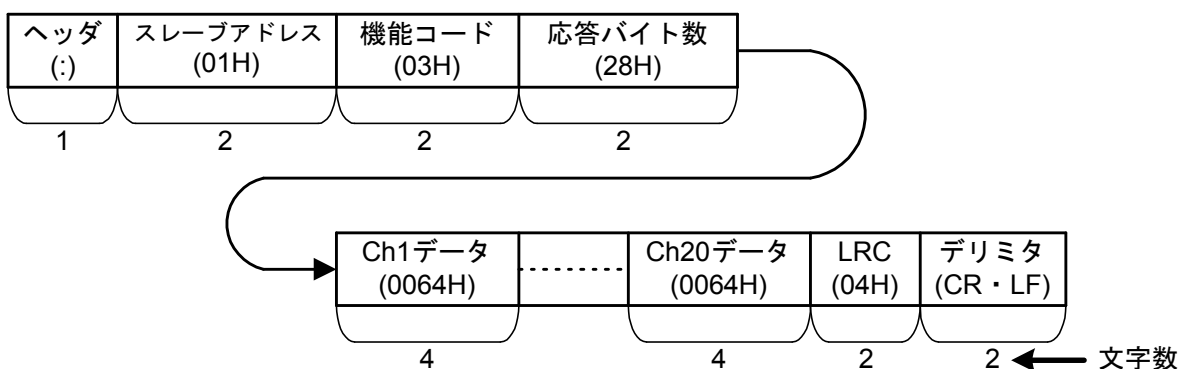 ヘッダ スレーブアドレス 機能コード 応答バイト数
(:) (01H) (03H) (28H)
1 2 2 2
Ch1データ Ch20データ LRC デリミタ
(0064H) (0064H) (04H) (CR・LF)
4 4 2 2 文字数